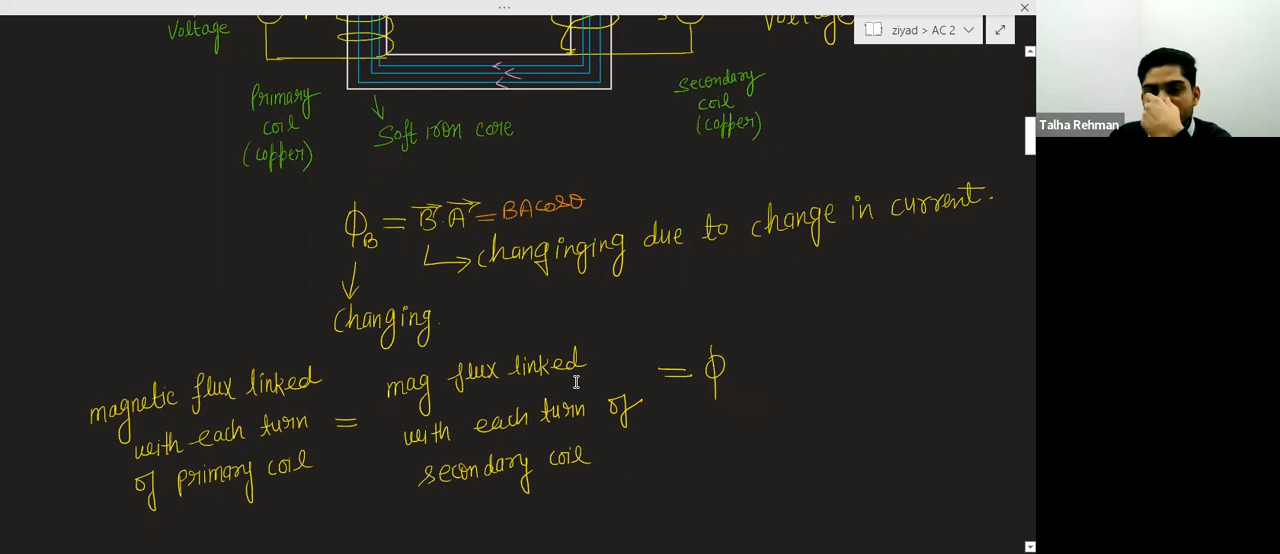 ...
×
Voltage
Voltage
ziyad > AC 2
Primary
coil
(copper)
Soft iron core
Secondary
coil
(copper)
Talha Rehman
ϕB = B⃗.A⃗ = BAcosθ
changinging due to change in current.
Changing.
magnetic flux linked
with each turn
of primary coil
=
mag flux linked
with each turn of
secondary coil
= ϕ